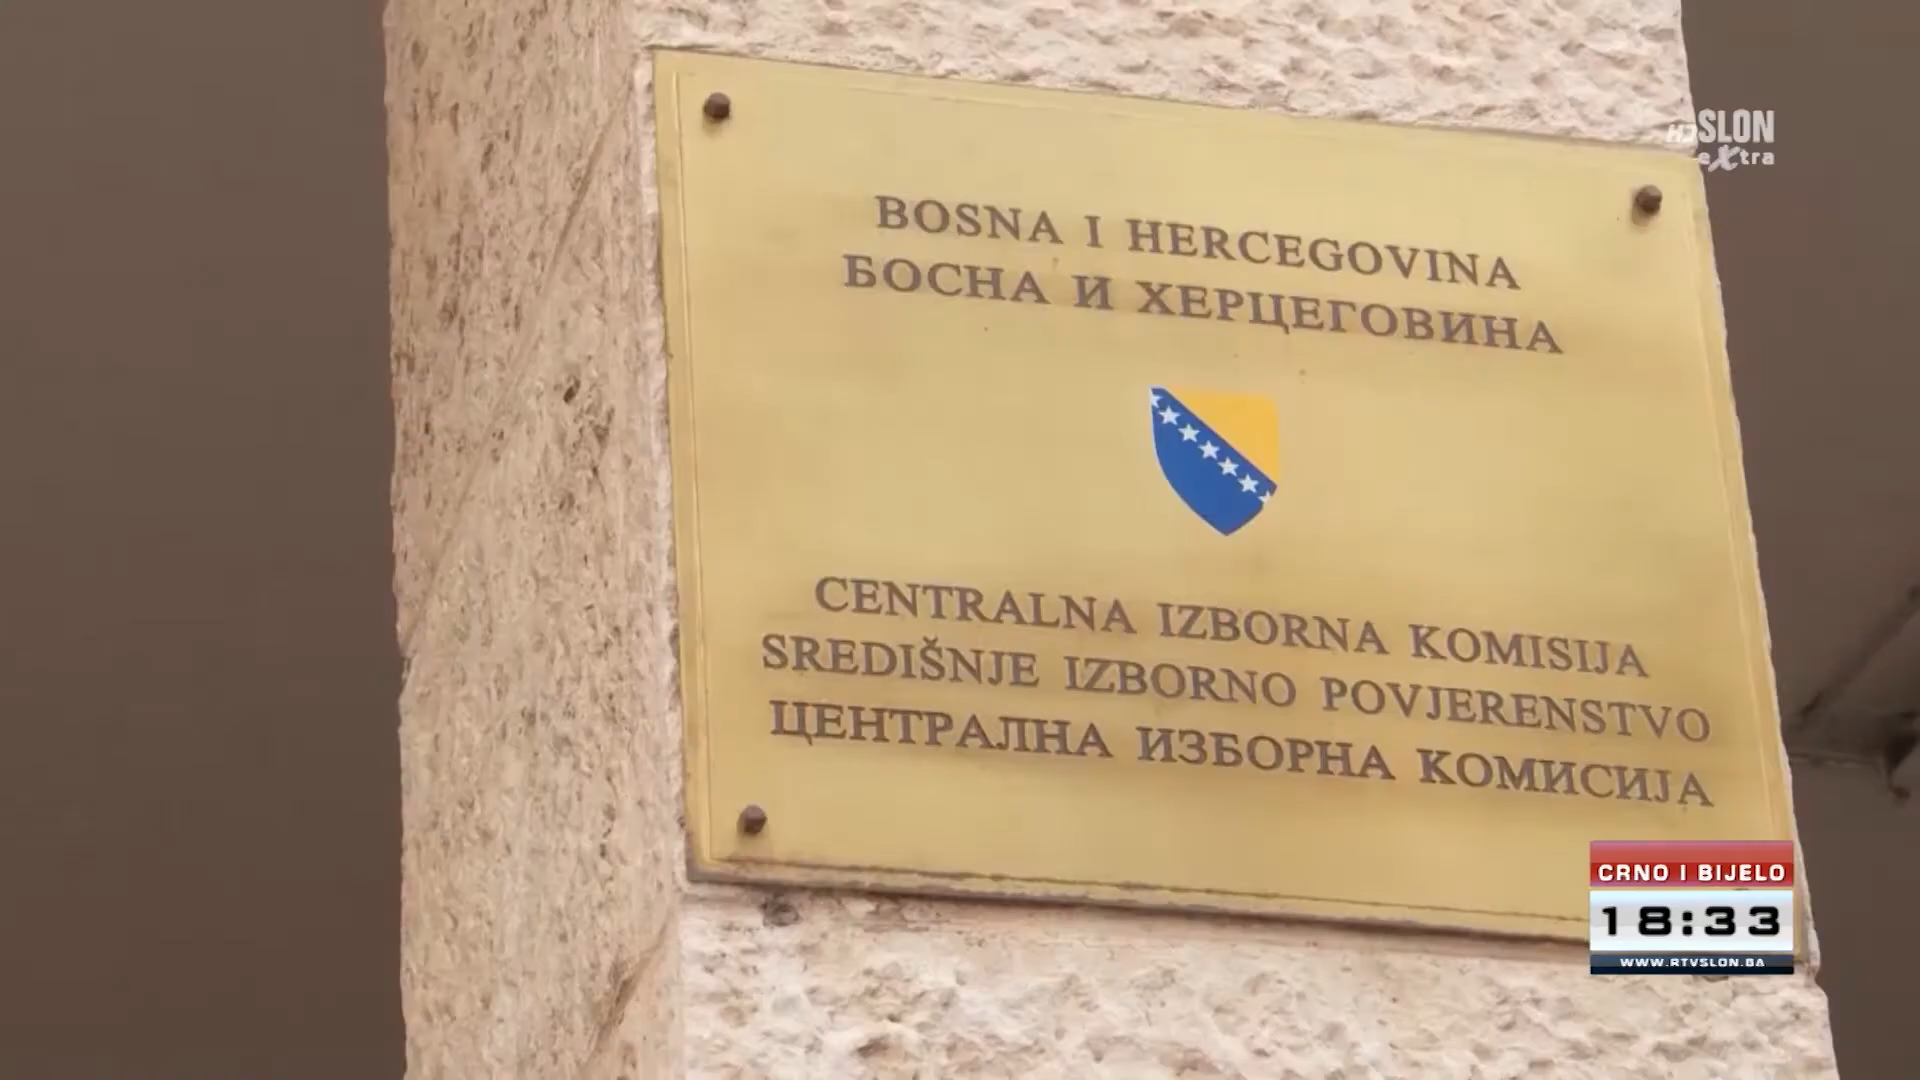 HD SLON
eXtra
BOSNA I HERCEGOVINA
БОСНА И ХЕРЦЕГОВИНА
CENTRALNA IZBORNA KOMISIJA
SREDIŠNJE IZBORNO POVJERENSTVO
ЦЕНТРАЛНА ИЗБОРНА КОМИСИЈА
CRNO I BIJELO
18:33
WWW.RTVSLON.BA